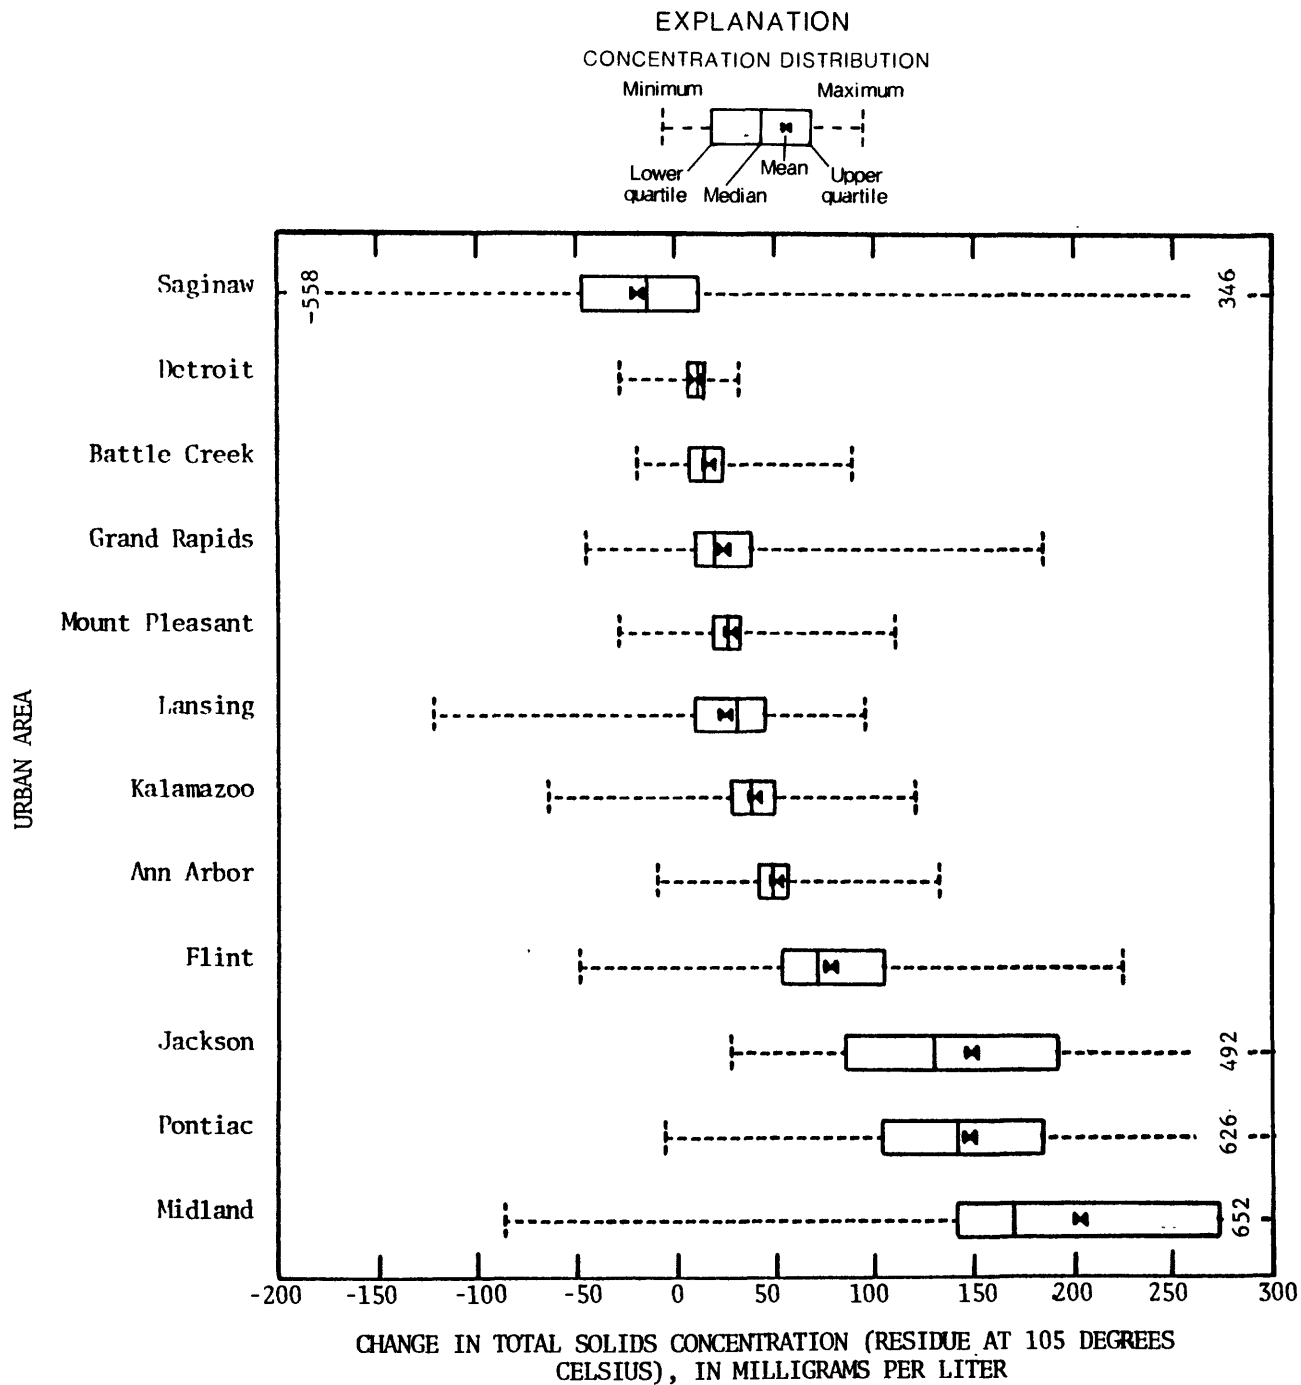 EXPLANATION
CONCENTRATION DISTRIBUTION
Minimum Maximum
Lower quartile Median Mean Upper quartile
Saginaw -558 346
Detroit
Battle Creek
Grand Rapids
Mount Pleasant
Lansing
Kalamazoo
Ann Arbor
Flint
Jackson 492
Pontiac 626
Midland 652
URBAN AREA
-200 -150 -100 -50 0 50 100 150 200 250 300
CHANGE IN TOTAL SOLIDS CONCENTRATION (RESIDUE AT 105 DEGREES
CELSIUS), IN MILLIGRAMS PER LITER